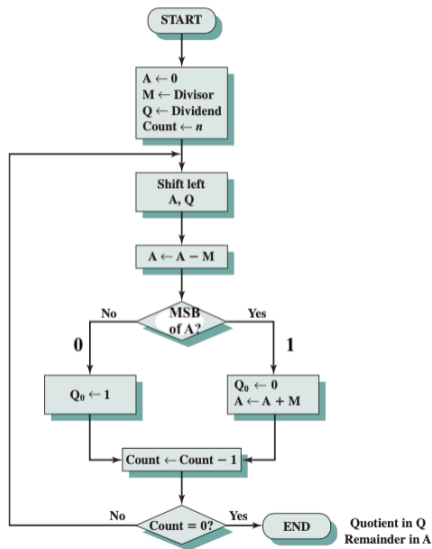 START
A ← 0
M ← Divisor
Q ← Dividend
Count ← n
Shift left
A, Q
A ← A − M
No
MSB
of A?
Yes
0
1
Q₀ ← 1
Q₀ ← 0
A ← A + M
Count ← Count − 1
No
Count = 0?
Yes
END
Quotient in Q
Remainder in A